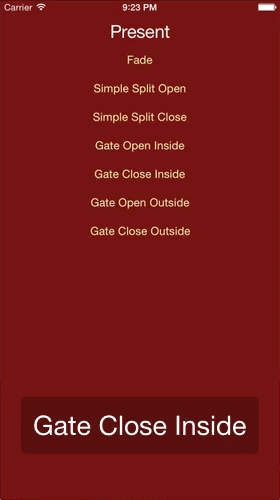 Carrier 9:23 PM
Present
Fade
Simple Split Open
Simple Split Close
Gate Open Inside
Gate Close Inside
Gate Open Outside
Gate Close Outside
Gate Close Inside